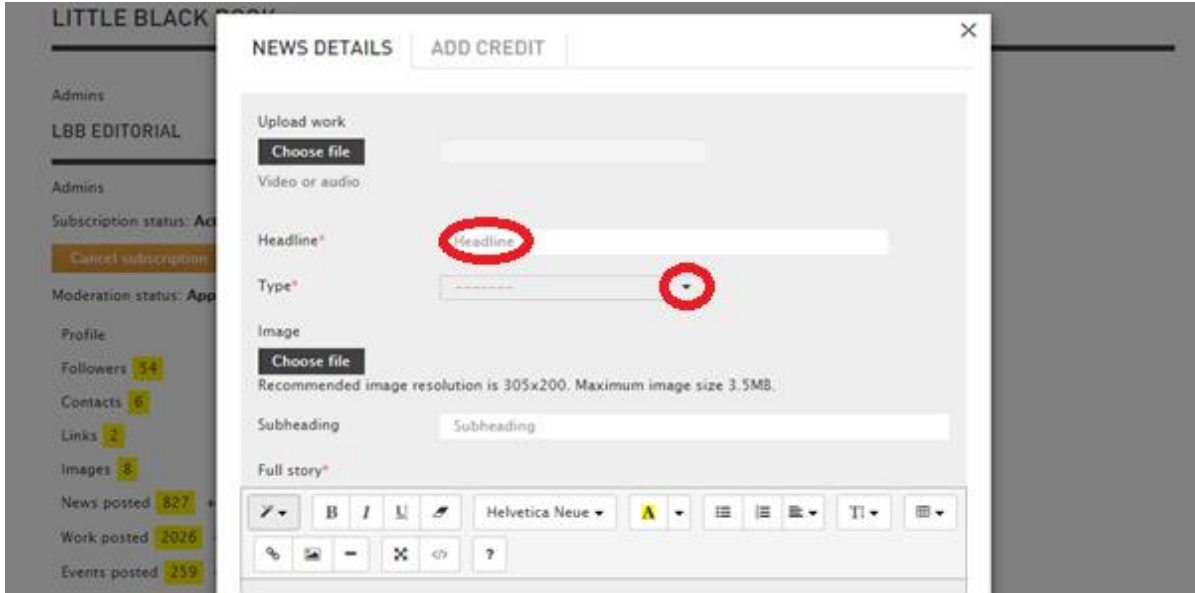 LITTLE BLACK
Admins
LBB EDITORIAL
Admins
Subscription status: Act
Cancel subscription
Moderation status: App
Profile
Followers 54
Contacts 6
Links 2
Images 8
News posted 827 +
Work posted 2026
Events posted 259
×
NEWS DETAILS ADD CREDIT
Upload work
Choose file
Video or audio
Headline* Headline
Type* -------
Image
Choose file
Recommended image resolution is 305x200. Maximum image size 3.5MB.
Subheading Subheading
Full story*
B I U Helvetica Neue A TI
</> ?